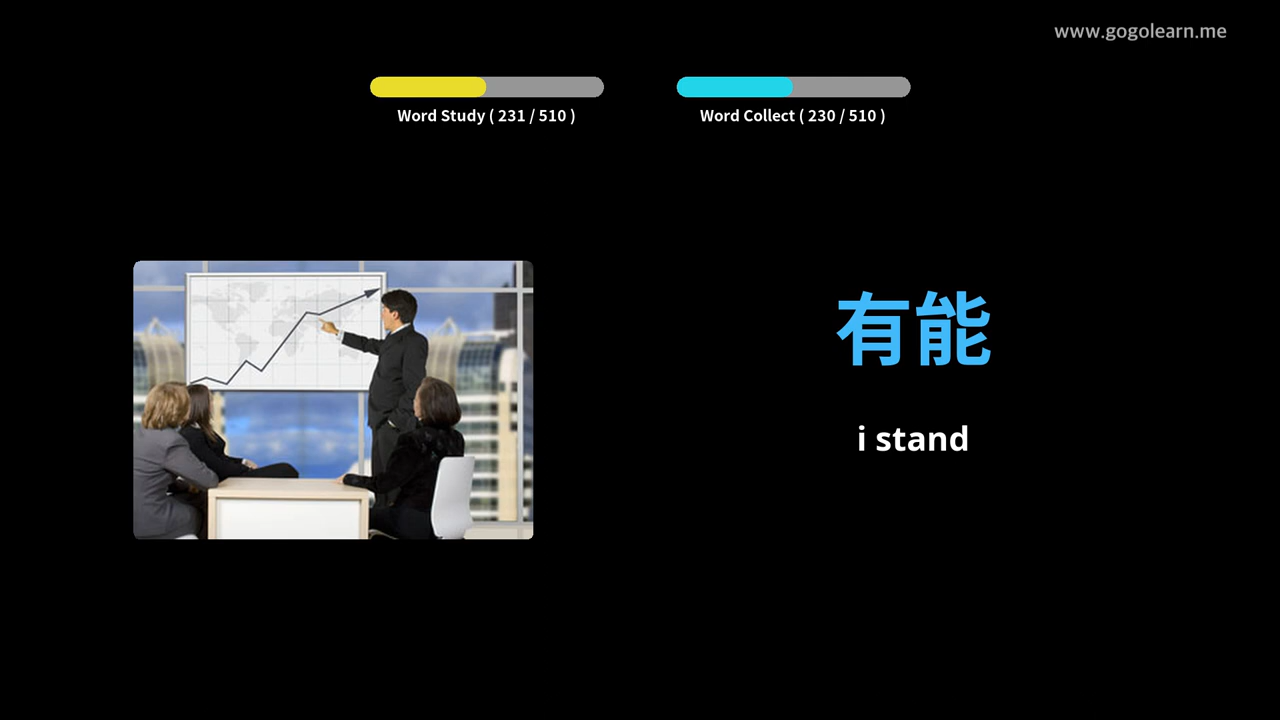 www.gogolearn.me
Word Study ( 231 / 510 )
Word Collect ( 230 / 510 )
有能
i stand